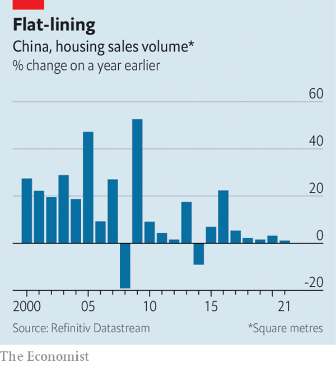 Flat-lining
China, housing sales volume*
% change on a year earlier
60
40
20
0
-20
2000 05 10 15 21
Source: Refinitiv Datastream *Square metres
The Economist